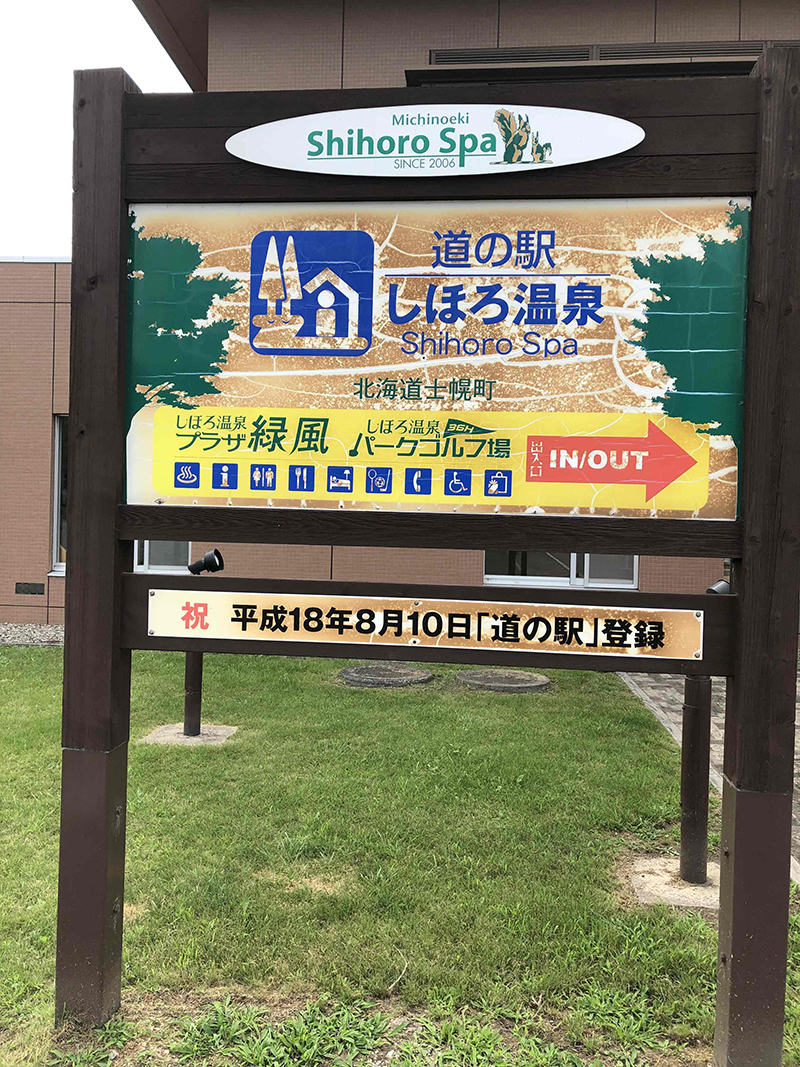 Michinoeki
Shihoro Spa
SINCE 2006
道の駅
しほろ温泉
Shihoro Spa
北海道士幌町
しほろ温泉
プラザ緑風
しほろ温泉 36H
パークゴルフ場
出入口 IN/OUT
祝 平成18年8月10日「道の駅」登録